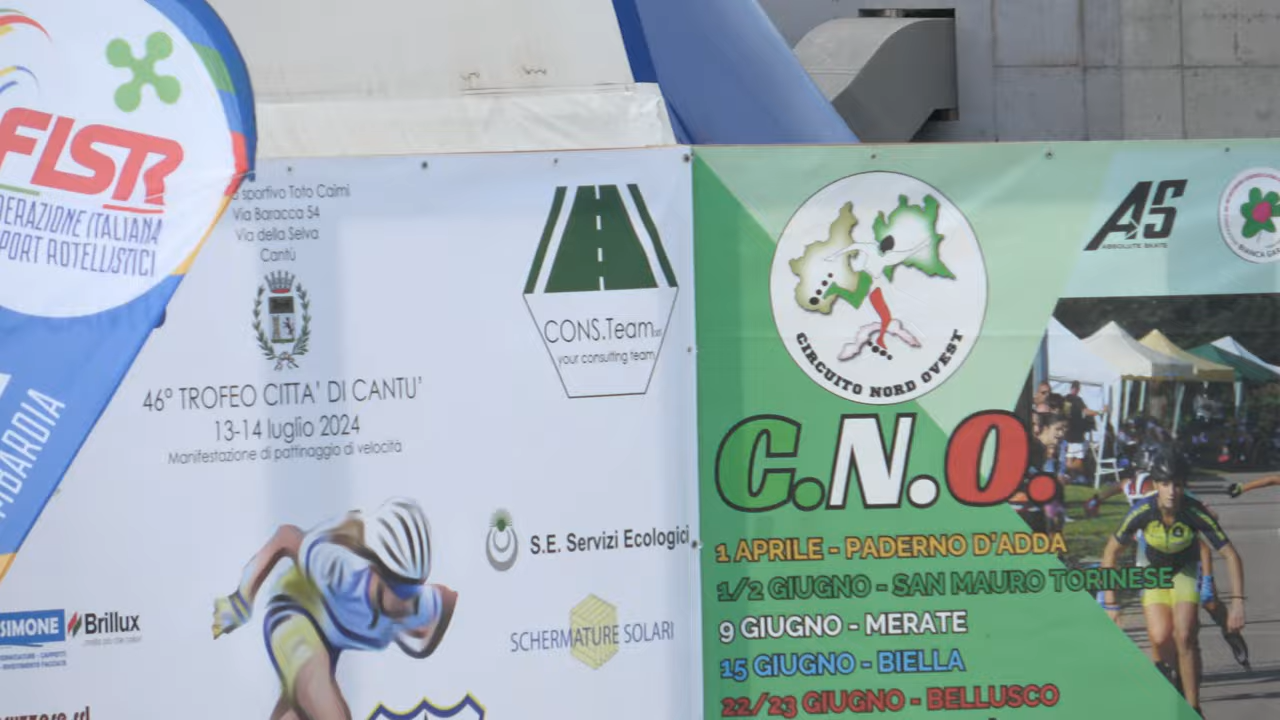 FISR
FEDERAZIONE ITALIANA
SPORT ROTELLISTICI
MBARDIA
sportivo Toto Caimi
Via Baracca 54
Via della Selva
Cantù
46° TROFEO CITTA' DI CANTU'
13-14 luglio 2024
Manifestazione di pattinaggio di velocità
CONS.Team
your consulting team
S.E. Servizi Ecologici
SCHERMATURE SOLARI
SIMONE
Brillux
CIRCUITO NORD OVEST
C.N.O.
1 APRILE - PADERNO D'ADDA
1/2 GIUGNO - SAN MAURO TORINESE
9 GIUGNO - MERATE
15 GIUGNO - BIELLA
22/23 GIUGNO - BELLUSCO
AS
ABSOLUTE SKATE